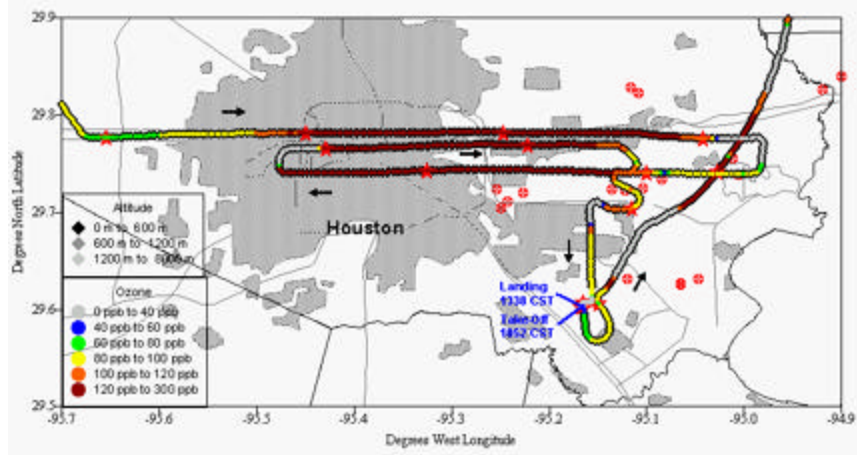 29.9
29.8
29.7
29.6
29.5
Degrees North Latitude
Altitude
0 m to 600 m
600 m to 1200 m
1200 m to 8000 m
Ozone
0 ppb to 40 ppb
40 ppb to 60 ppb
60 ppb to 80 ppb
80 ppb to 100 ppb
100 ppb to 120 ppb
120 ppb to 300 ppb
Houston
Landing
CST
Take Off
CST
-95.7
-95.6
-95.5
-95.4
-95.3
-95.2
-95.1
-95.0
-94.9
Degrees West Longitude